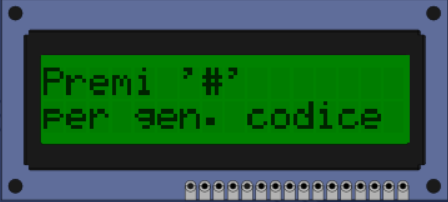 Premi '#'
per gen. codice